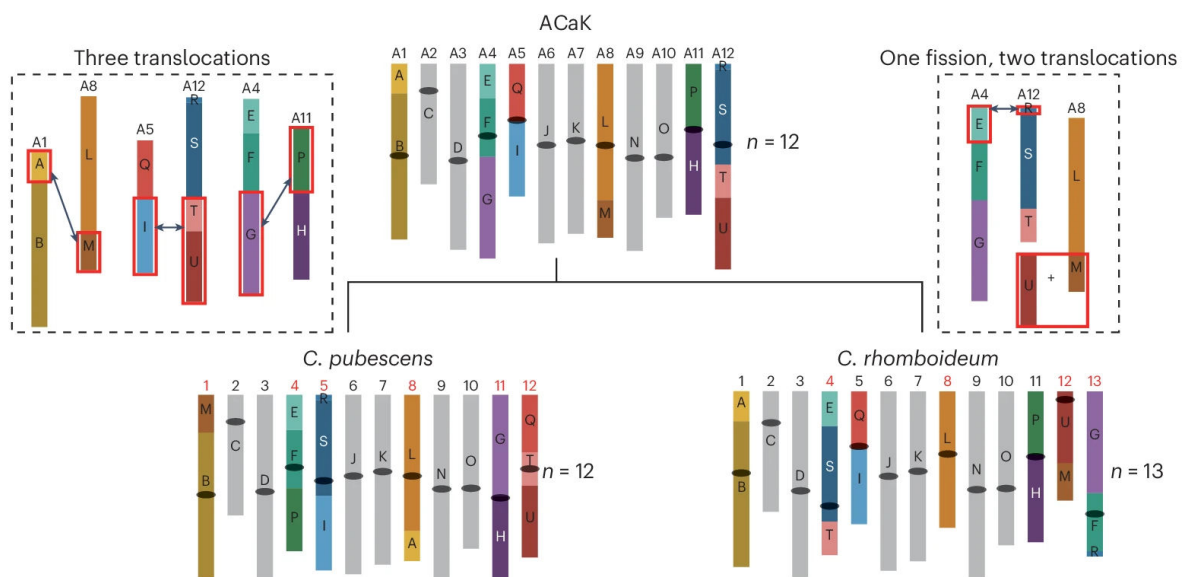 ACaK
A1 A2 A3 A4 A5 A6 A7 A8 A9 A10 A11 A12
A B
C
D
E F G
Q I
J
K
L M
N
O
P H
R S T U
n = 12
Three translocations
A1 A8 A5 A12 A4 A11
A B
L M
Q I
R S T U
E F G
P H
One fission, two translocations
A4 A12 A8
E F G
R S T
U + M
L
C. pubescens
1 2 3 4 5 6 7 8 9 10 11 12
M B
C
D
E F P
R S I
J
K
L A
N
O
G H
Q T U
n = 12
C. rhomboideum
1 2 3 4 5 6 7 8 9 10 11 12 13
A B
C
D
E S T
Q I
J
K
L
N
O
P H
U M
G F R
n = 13